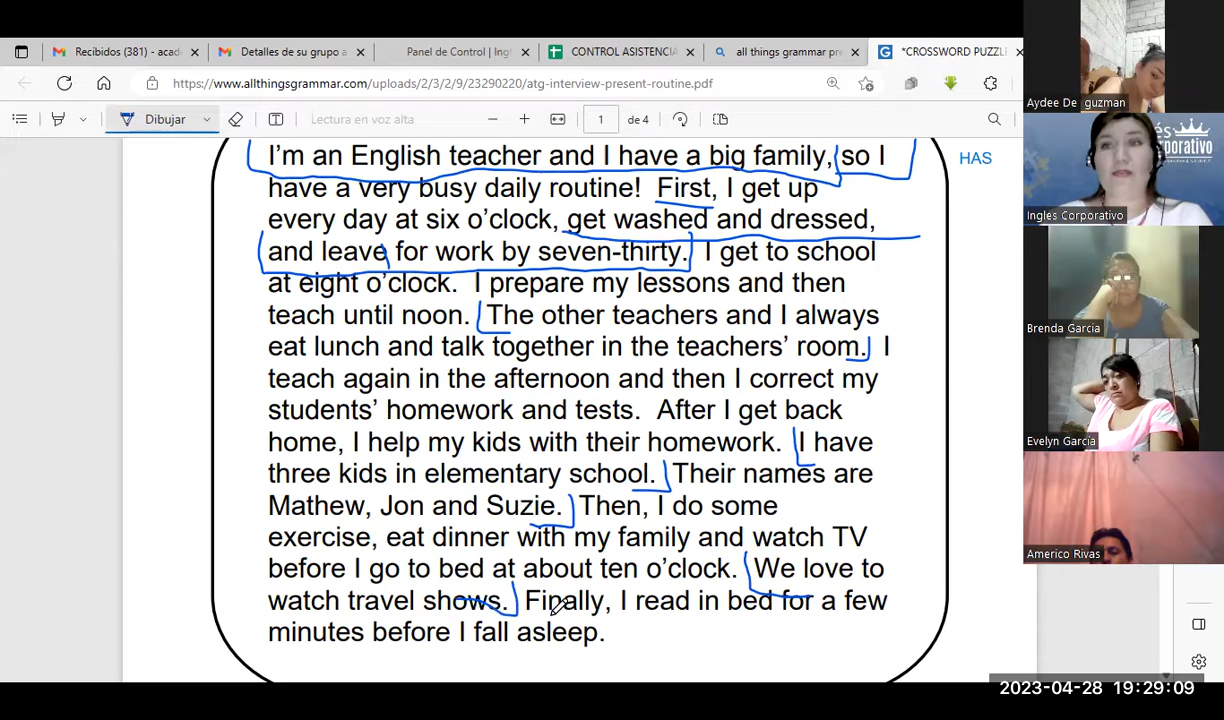 Recibidos (381) - acade
Detalles de su grupo a
Panel de Control | Ingl
CONTROL ASISTENCIA
all things grammar pre
*CROSSWORD PUZZL
https://www.allthingsgrammar.com/uploads/2/3/2/9/23290220/atg-interview-present-routine.pdf
Dibujar
Lectura en voz alta
1
de 4
I'm an English teacher and I have a big family, so I
HAS
have a very busy daily routine! First, I get up
every day at six o'clock, get washed and dressed,
and leave for work by seven-thirty. I get to school
at eight o'clock. I prepare my lessons and then
teach until noon. The other teachers and I always
eat lunch and talk together in the teachers' room. I
teach again in the afternoon and then I correct my
students' homework and tests. After I get back
home, I help my kids with their homework. I have
three kids in elementary school. Their names are
Mathew, Jon and Suzie. Then, I do some
exercise, eat dinner with my family and watch TV
before I go to bed at about ten o'clock. We love to
watch travel shows. Finally, I read in bed for a few
minutes before I fall asleep.
Aydee De guzman
és
rporativo
Inglés Corporativo
Brenda Garcia
Evelyn García
Americo Rivas
2023-04-28 19:29:09